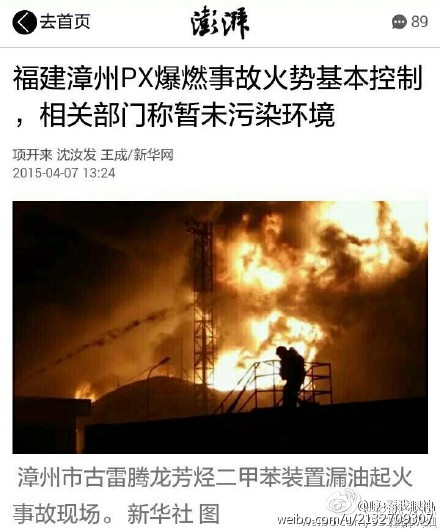 去首页
澎湃
89
福建漳州PX爆燃事故火势基本控制
，相关部门称暂未污染环境
项开来 沈汝发 王成/新华网
2015-04-07 13:24
漳州市古雷腾龙芳烃二甲苯装置漏油起火
事故现场。新华社 图
weibo.com/u/2132709307